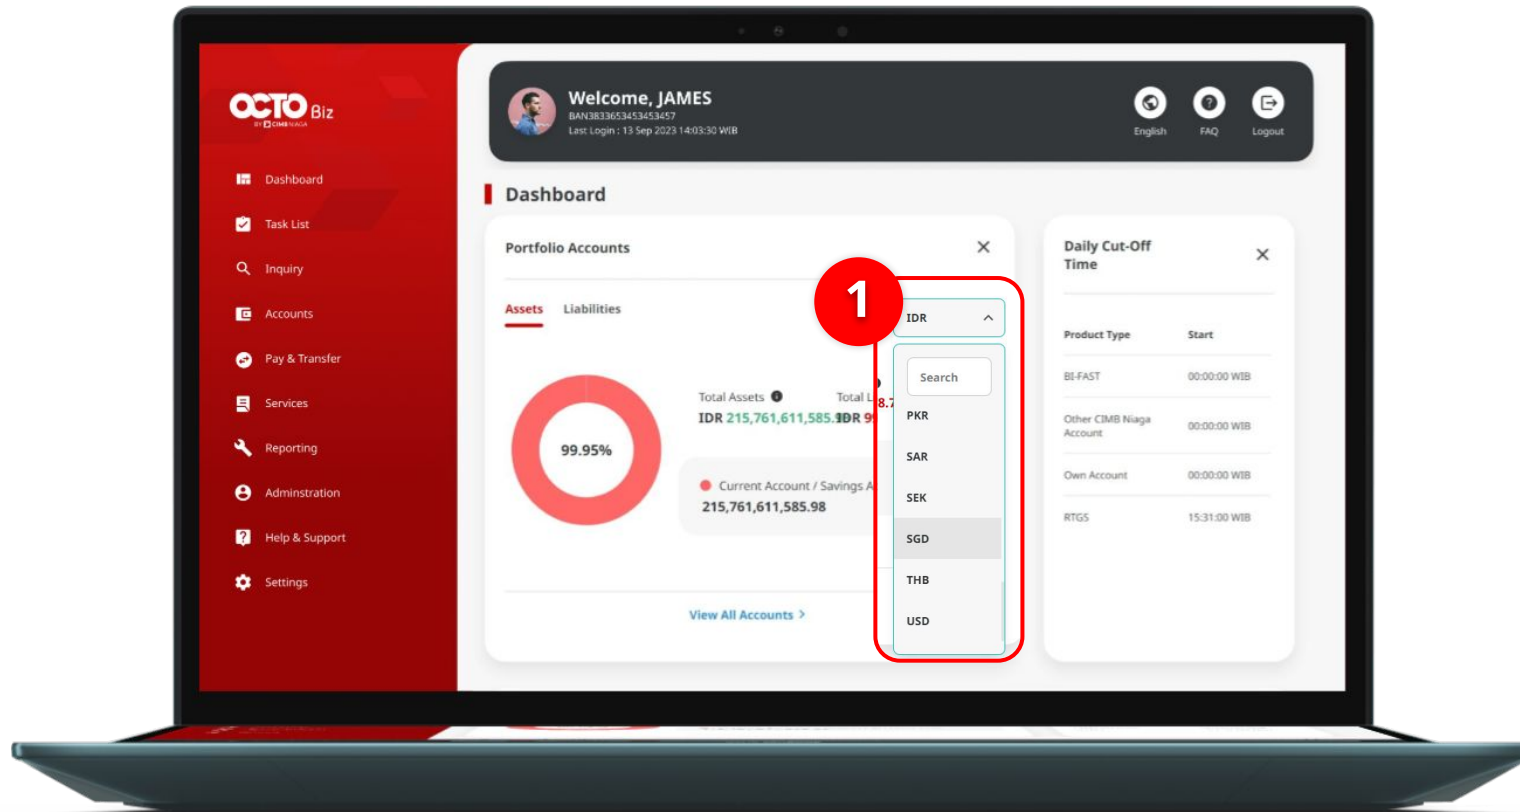 OCTO Biz
BY CIMB NIAGA
Dashboard
Task List
Inquiry
Accounts
Pay & Transfer
Services
Reporting
Adminstration
Help & Support
Settings
Welcome, JAMES
BAN3833653453453457
Last Login : 13 Sep 2023 14:03:30 WIB
English
FAQ
Logout
Dashboard
Portfolio Accounts
Assets Liabilities
1
IDR
Search
PKR
SAR
SEK
SGD
THB
USD
99.95%
Total Assets
IDR 215,761,611,585.98
Total L
IDR 9
8.7
Current Account / Savings A
215,761,611,585.98
View All Accounts >
Daily Cut-Off
Time
Product Type Start
BI-FAST 00:00:00 WIB
Other CIMB Niaga
Account 00:00:00 WIB
Own Account 00:00:00 WIB
RTGS 15:31:00 WIB